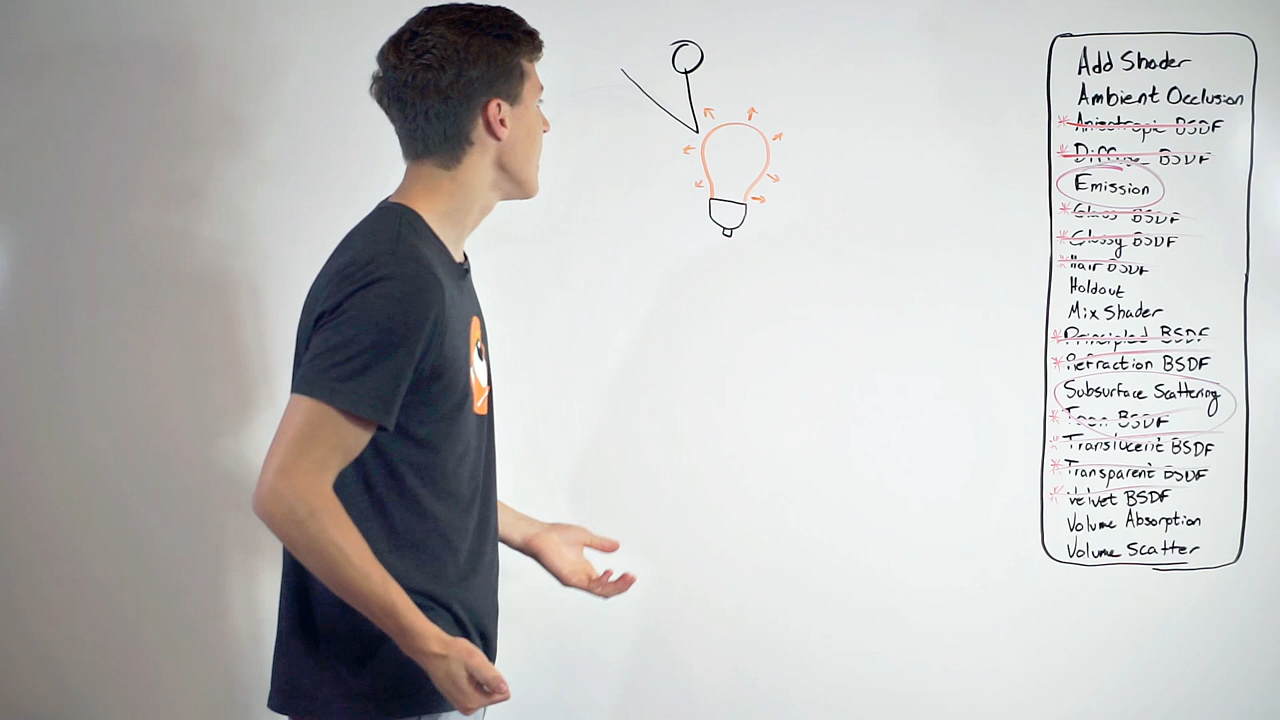 Add Shader
Ambient Occlusion
Anisotropic BSDF
Diffuse BSDF
Emission
Glass BSDF
Glossy BSDF
Hair BSDF
Holdout
Mix Shader
Principled BSDF
Refraction BSDF
Subsurface Scattering
Toon BSDF
Translucent BSDF
Transparent BSDF
Velvet BSDF
Volume Absorption
Volume Scatter